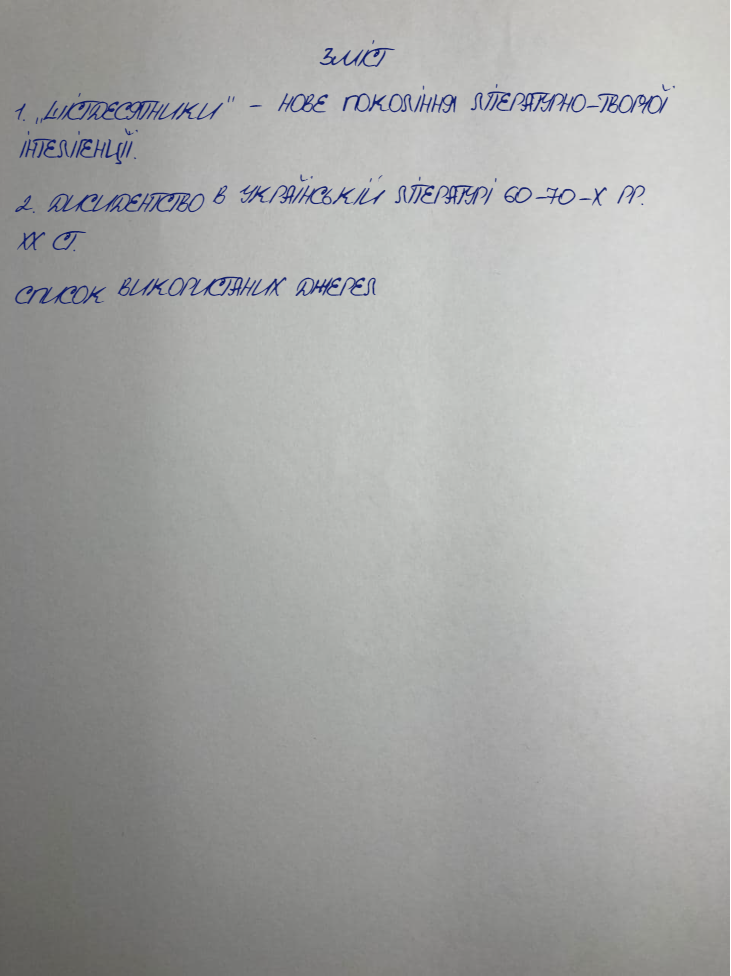 ЗМІСТ
1. „ШІСТДЕСЯТНИКИ" – НОВЕ ПОКОЛІННЯ ЛІТЕРАТУРНО-ТВОРЧОЇ
ІНТЕЛІГЕНЦІЇ.
2. ДИСИДЕНТСТВО В УКРАЇНСЬКІЙ ЛІТЕРАТУРІ 60-70-Х РР.
ХХ СТ.
СПИСОК ВИКОРИСТАНИХ ДЖЕРЕЛ